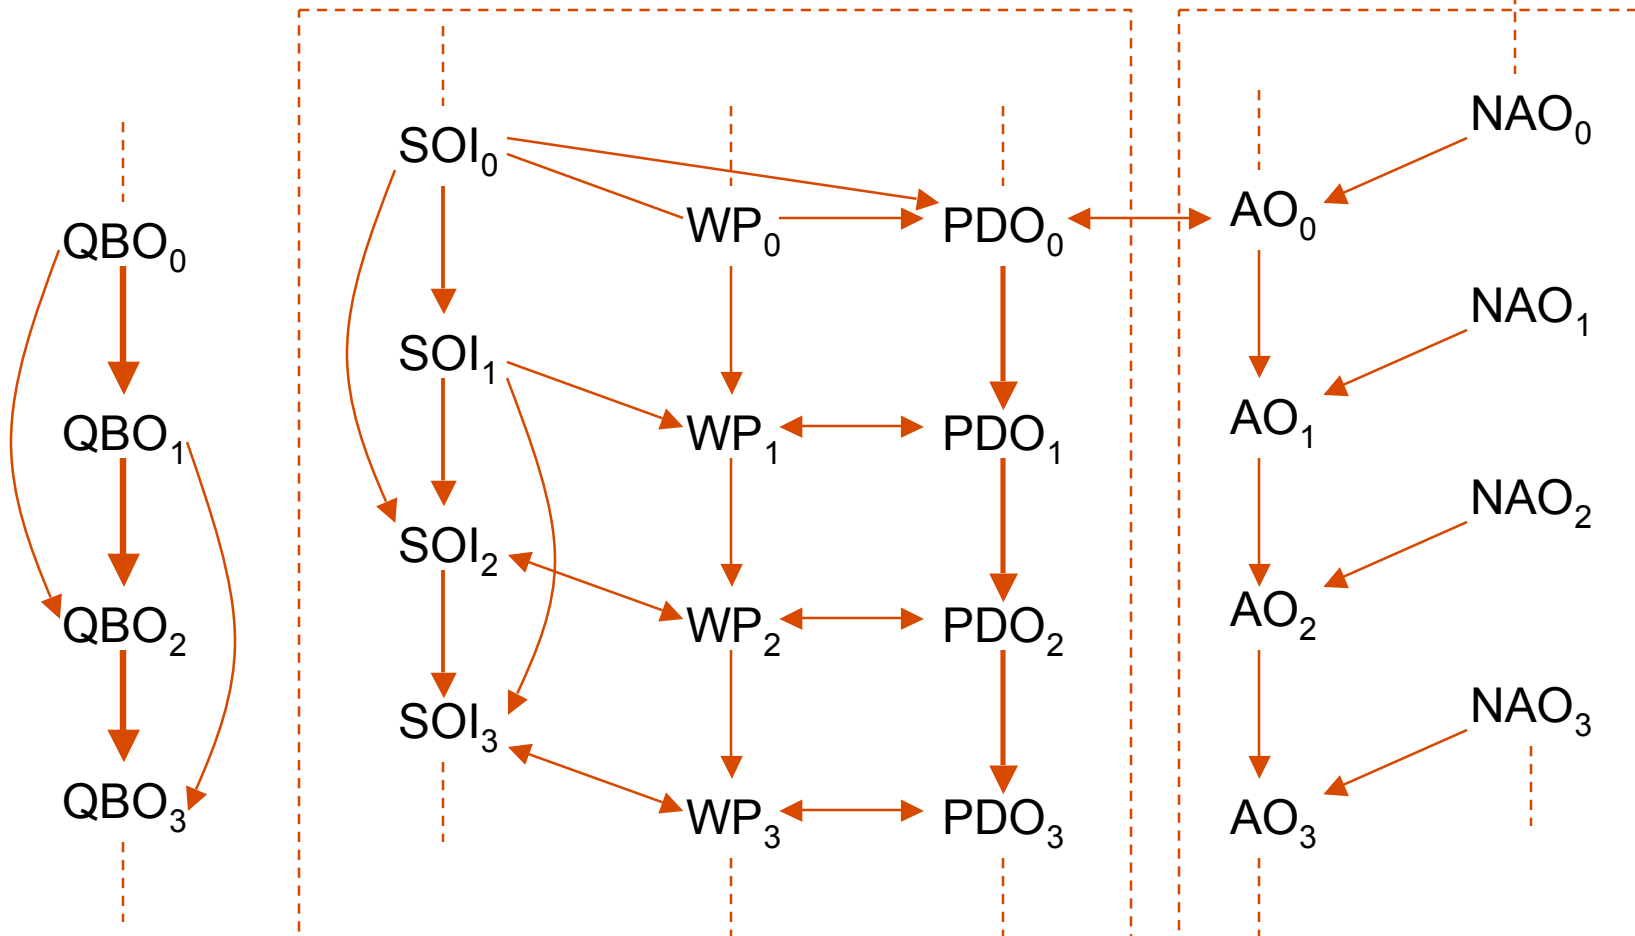 NAO0
SOI0
AO0
WP0
PDO0
QBO0
NAO1
SOI1
AO1
QBO1
WP1
PDO1
NAO2
SOI2
AO2
QBO2
WP2
PDO2
NAO3
SOI3
QBO3
WP3
PDO3
AO3